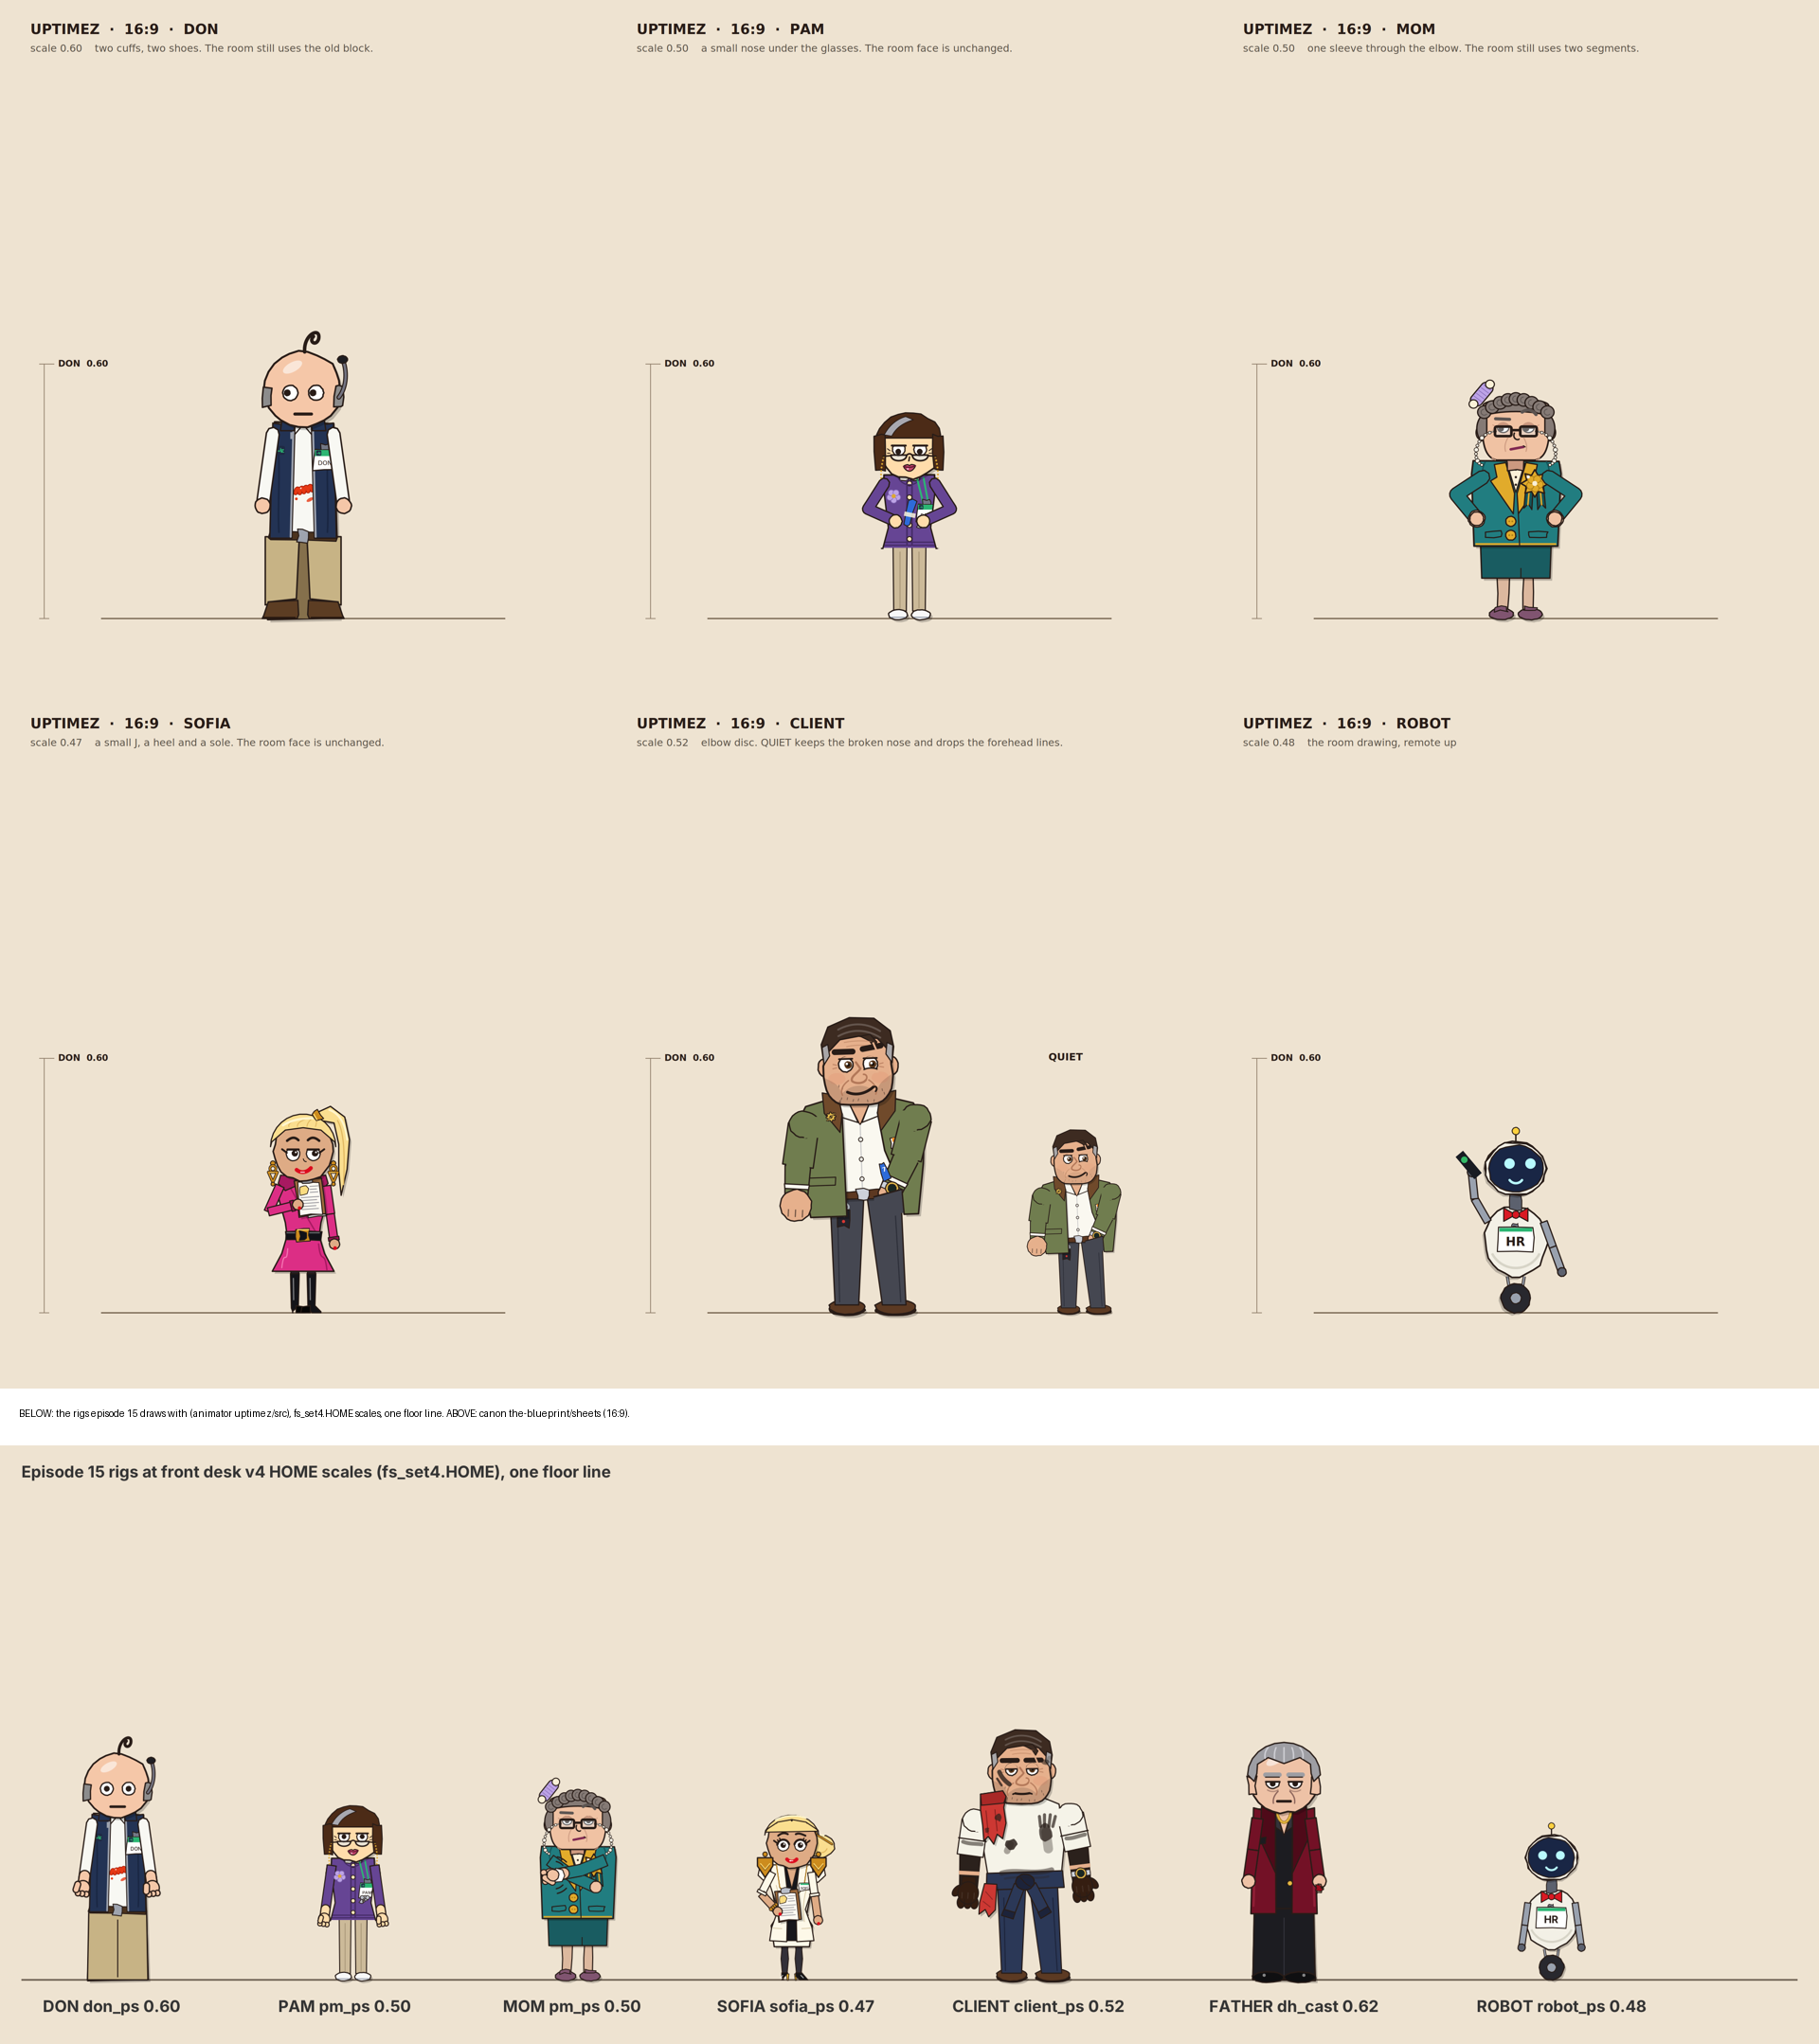 UPTIMEZ · 16:9 · DON
scale 0.60 two cuffs, two shoes. The room still uses the old block.
DON 0.60
DON
UPTIMEZ · 16:9 · PAM
scale 0.50 a small nose under the glasses. The room face is unchanged.
DON 0.60
UPTIMEZ · 16:9 · MOM
scale 0.50 one sleeve through the elbow. The room still uses two segments.
DON 0.60
UPTIMEZ · 16:9 · SOFIA
scale 0.47 a small J, a heel and a sole. The room face is unchanged.
DON 0.60
UPTIMEZ · 16:9 · CLIENT
scale 0.52 elbow disc. QUIET keeps the broken nose and drops the forehead lines.
DON 0.60
QUIET
UPTIMEZ · 16:9 · ROBOT
scale 0.48 the room drawing, remote up
DON 0.60
HR
BELOW: the rigs episode 15 draws with (animator uptimez/src), fs_set4.HOME scales, one floor line. ABOVE: canon the-blueprint/sheets (16:9).
Episode 15 rigs at front desk v4 HOME scales (fs_set4.HOME), one floor line
DON
HR
DON don_ps 0.60
PAM pm_ps 0.50
MOM pm_ps 0.50
SOFIA sofia_ps 0.47
CLIENT client_ps 0.52
FATHER dh_cast 0.62
ROBOT robot_ps 0.48